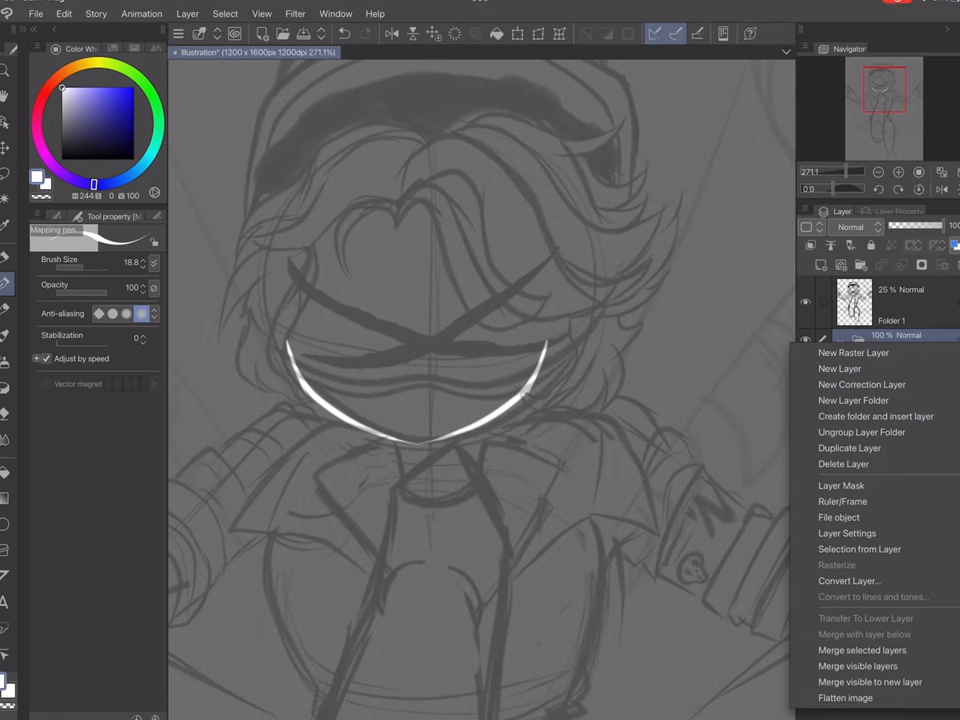 File Edit Story Animation Layer Select View Filter Window Help
Color Wh
Illustration* (1200 x 1600px 1200dpi 271.1%)
Navigator
H 244 S 0 V 100
271.1
0.0
Tool property [M
Mapping pen
Brush Size 18.8
Opacity 100
Anti-aliasing
Stabilization 0
Adjust by speed
Vector magnet
Layer Layer Property
Normal 100
25 % Normal
Folder 1
100 % Normal
New Raster Layer
New Layer
New Correction Layer
New Layer Folder
Create folder and insert layer
Ungroup Layer Folder
Duplicate Layer
Delete Layer
Layer Mask
Ruler/Frame
File object
Layer Settings
Selection from Layer
Rasterize
Convert Layer...
Convert to lines and tones...
Transfer To Lower Layer
Merge with layer below
Merge selected layers
Merge visible layers
Merge visible to new layer
Flatten image